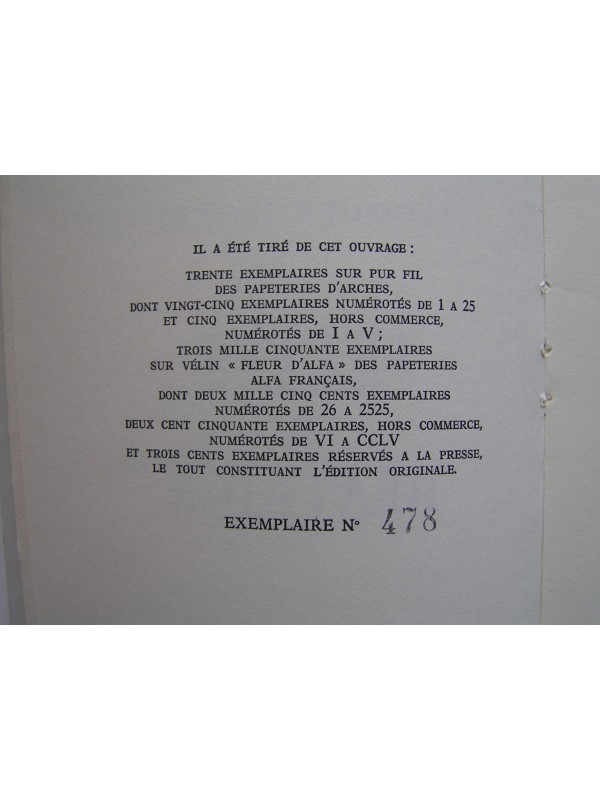 IL A ÉTÉ TIRÉ DE CET OUVRAGE :
TRENTE EXEMPLAIRES SUR PUR FIL
DES PAPETERIES D'ARCHES,
DONT VINGT-CINQ EXEMPLAIRES NUMÉROTÉS DE 1 A 25
ET CINQ EXEMPLAIRES, HORS COMMERCE,
NUMÉROTÉS DE I A V ;
TROIS MILLE CINQUANTE EXEMPLAIRES
SUR VÉLIN « FLEUR D'ALFA » DES PAPETERIES
ALFA FRANÇAIS,
DONT DEUX MILLE CINQ CENTS EXEMPLAIRES
NUMÉROTÉS DE 26 A 2525,
DEUX CENT CINQUANTE EXEMPLAIRES, HORS COMMERCE,
NUMÉROTÉS DE VI A CCLV
ET TROIS CENTS EXEMPLAIRES RÉSERVÉS A LA PRESSE,
LE TOUT CONSTITUANT L'ÉDITION ORIGINALE.
EXEMPLAIRE N° 478